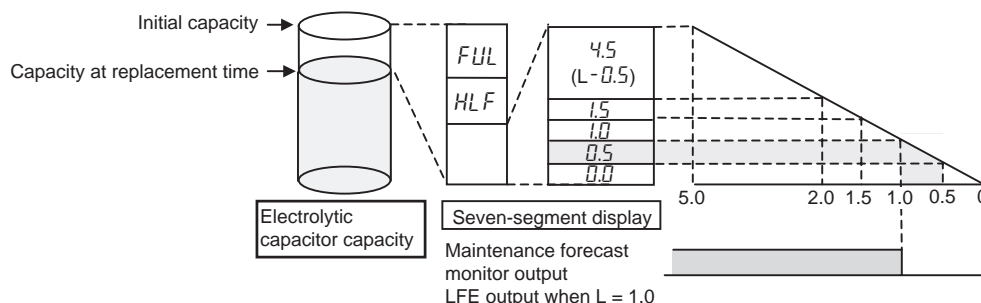 Initial capacity
Capacity at replacement time
FUL
HLF
4.5
(L-0.5)
1.5
1.0
0.5
0.0
5.0 2.0 1.5 1.0 0.5 0
Electrolytic
capacitor capacity
Seven-segment display
Maintenance forecast
monitor output
LFE output when L = 1.0